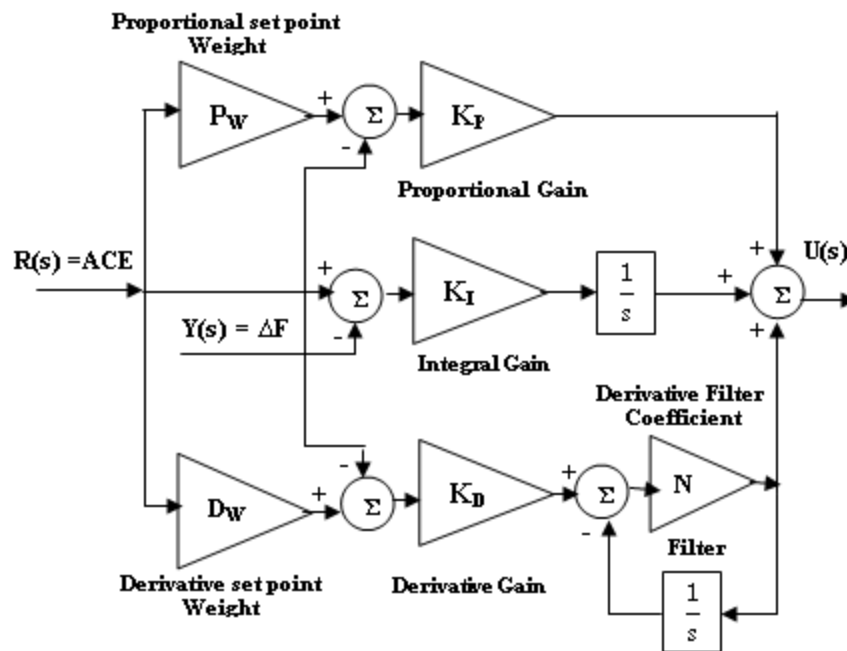 Proportional set point
Weight
P_W
+
Σ
-
K_P
Proportional Gain
R(s) =ACE
+
Σ
-
Y(s) = ΔF
K_I
Integral Gain
1
s
+
+
Σ
+
U(s)
Derivative Filter
Coefficient
D_W
+
-
Σ
K_D
+
Σ
-
N
Filter
1
s
Derivative set point
Weight
Derivative Gain